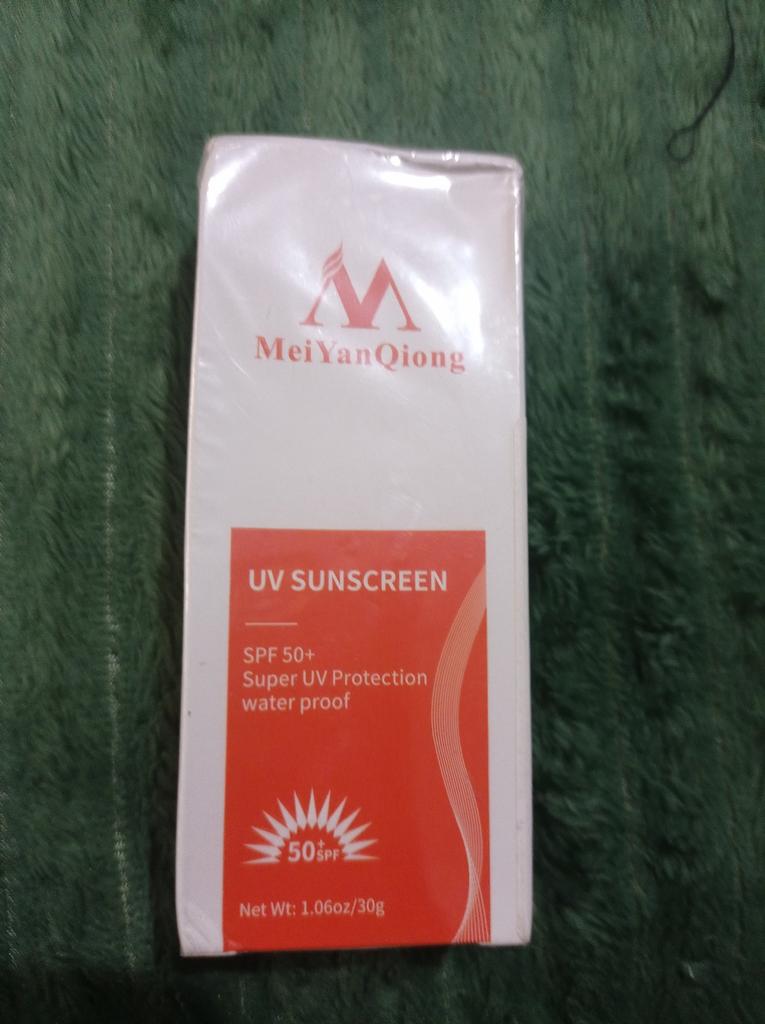 MeiYanQiong
UV SUNSCREEN
SPF 50+
Super UV Protection
water proof
50+ SPF
Net Wt: 1.06oz/30g